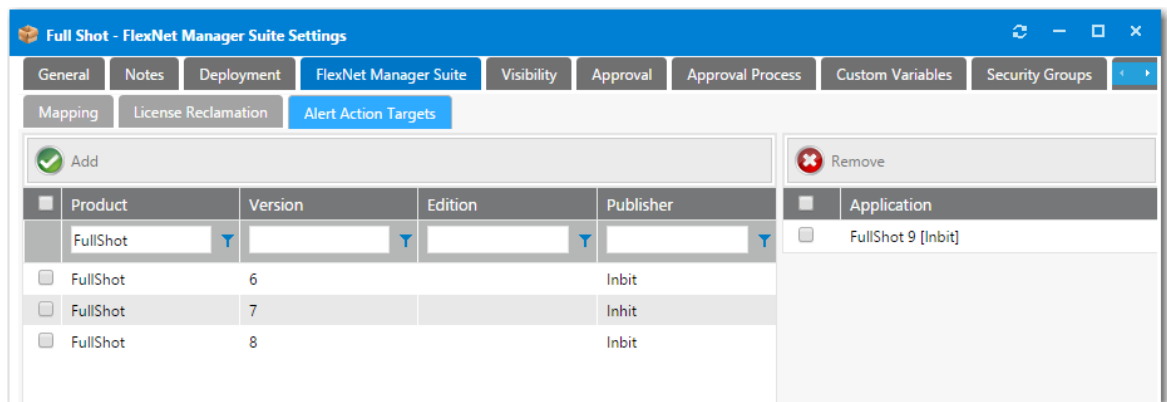 Full Shot - FlexNet Manager Suite Settings
General Notes Deployment FlexNet Manager Suite Visibility Approval Approval Process Custom Variables Security Groups
Mapping License Reclamation Alert Action Targets
Add Remove
Product Version Edition Publisher Application
FullShot FullShot 9 [Inbit]
FullShot 6 Inbit
FullShot 7 Inhit
FullShot 8 Inbit